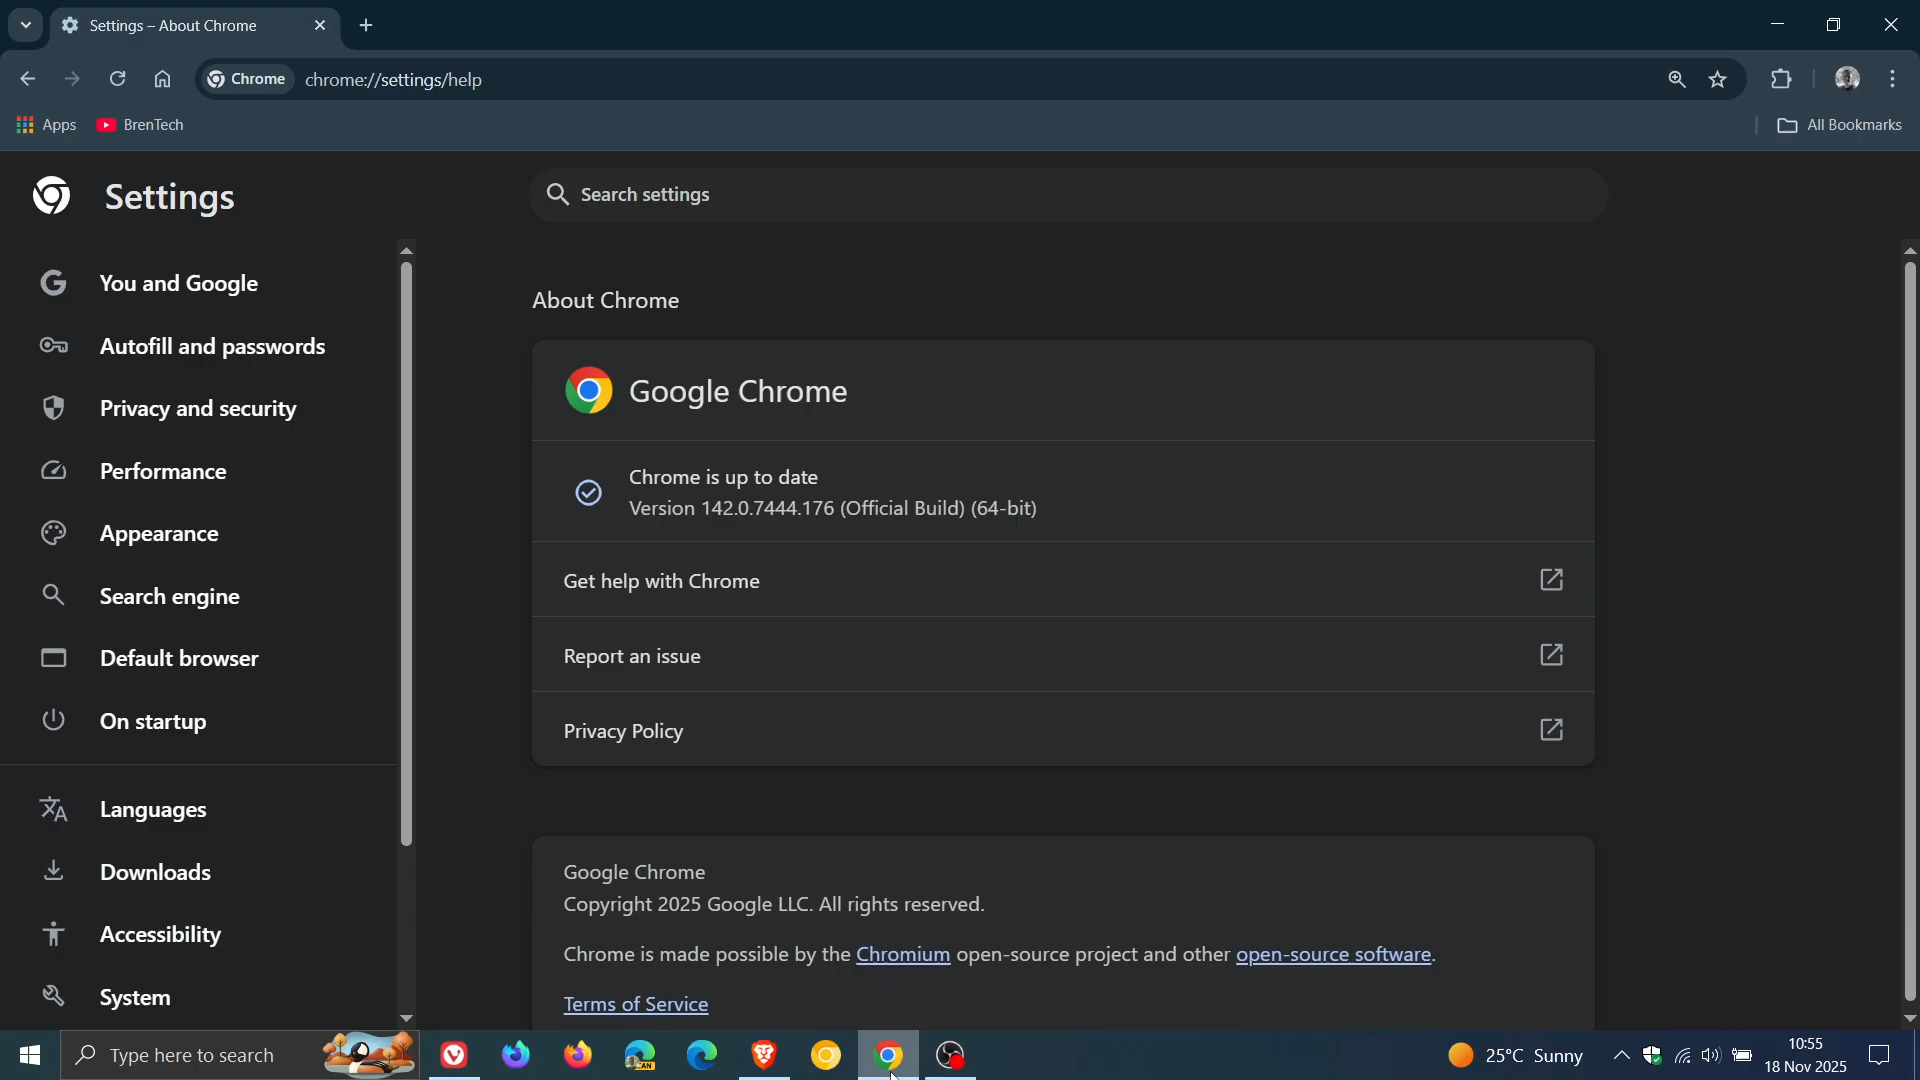 Settings – About Chrome
Chrome
chrome://settings/help
Apps
BrenTech
All Bookmarks
Settings
Search settings
You and Google
Autofill and passwords
Privacy and security
Performance
Appearance
Search engine
Default browser
On startup
Languages
Downloads
Accessibility
System
About Chrome
Google Chrome
Chrome is up to date
Version 142.0.7444.176 (Official Build) (64-bit)
Get help with Chrome
Report an issue
Privacy Policy
Google Chrome
Copyright 2025 Google LLC. All rights reserved.
Chrome is made possible by the Chromium open-source project and other open-source software.
Terms of Service
Type here to search
CAN
25°C Sunny
10:55
18 Nov 2025